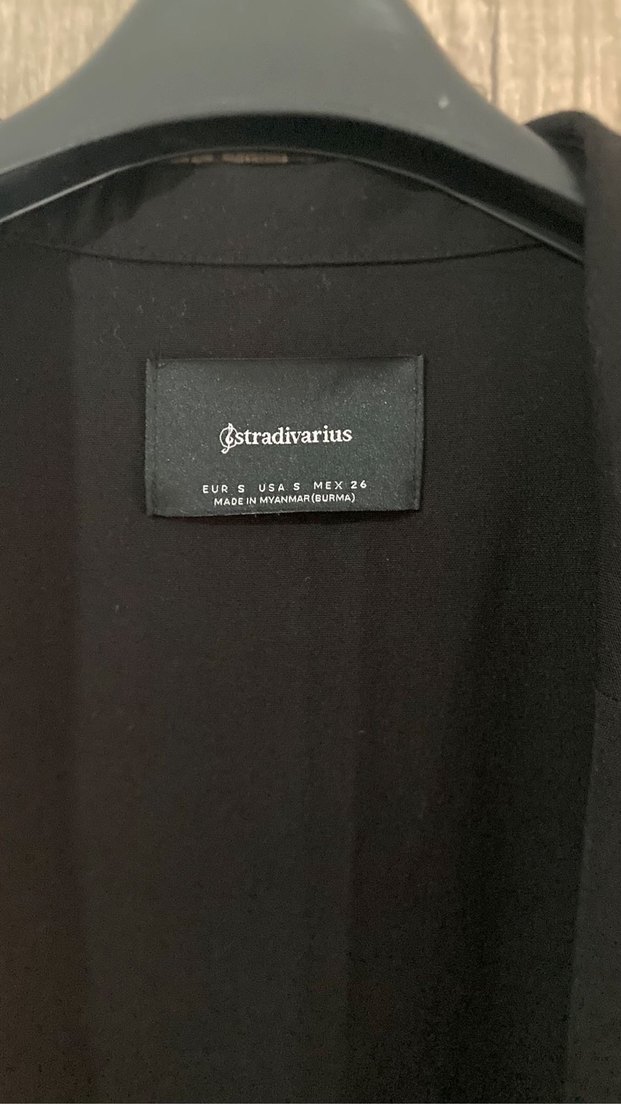 stradivarius
EUR S USA S MEX 26
MADE IN MYANMAR(BURMA)